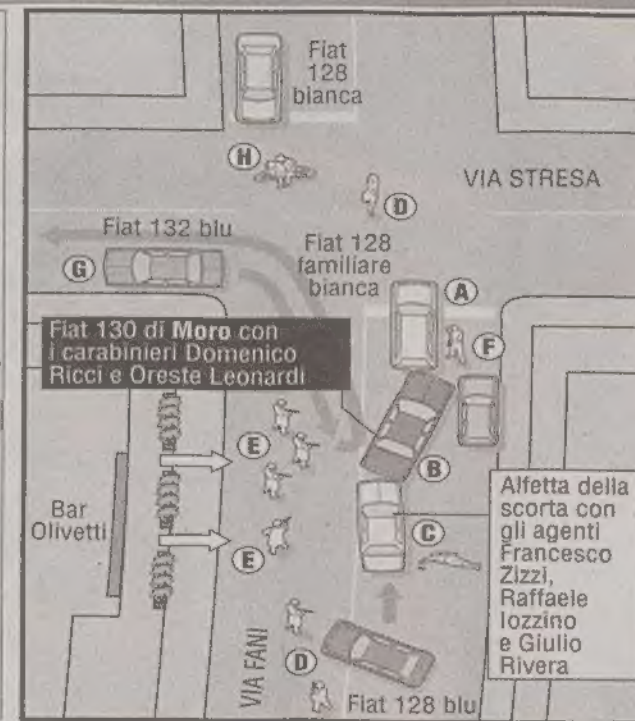 Fiat
128
bianca
H
D
VIA STRESA
Fiat 132 blu
G
Fiat 128
familiare
bianca
A
F
Fiat 130 di Moro con
i carabinieri Domenico
Ricci e Oreste Leonardi
E
B
Bar
Olivetti
C
Alfetta della
scorta con
gli agenti
Francesco
Zizzi,
Raffaele
Iozzino
e Giulio
Rivera
E
VIA FANI
D
Fiat 128 blu